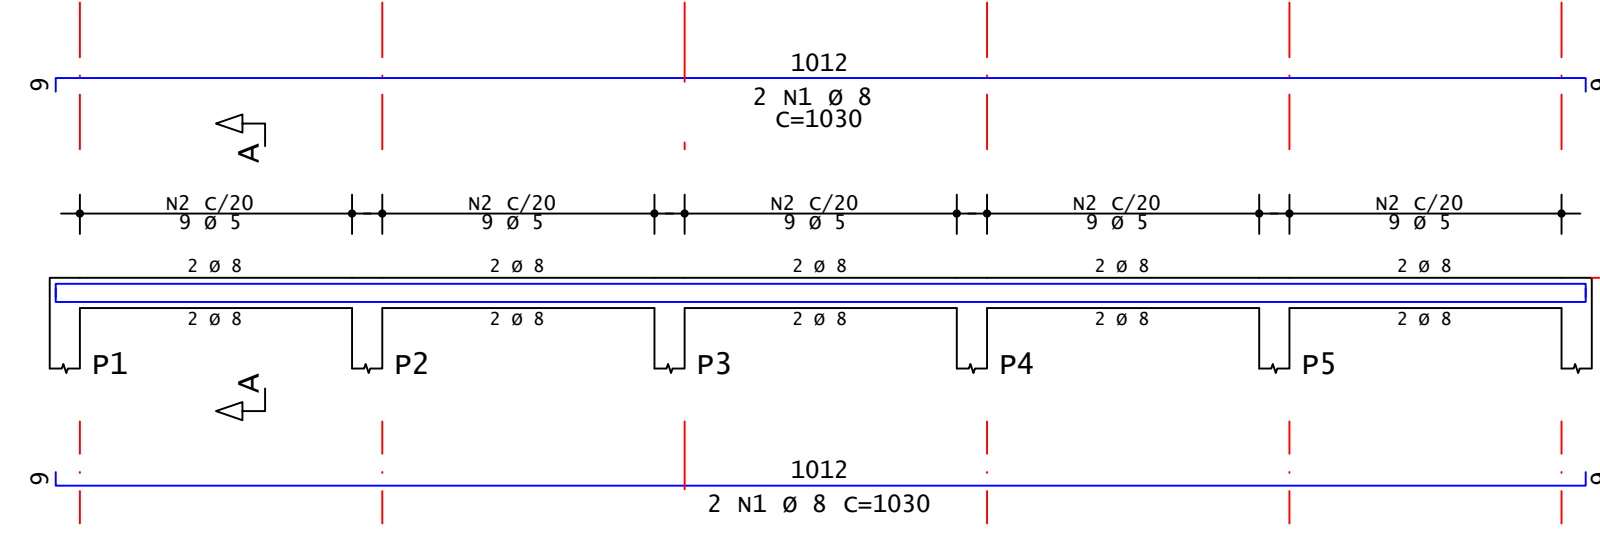 1012
9
9
2 N1 Ø 8
C=1030
A
N2 C/20
9 Ø 5
N2 C/20
9 Ø 5
N2 C/20
9 Ø 5
N2 C/20
9 Ø 5
N2 C/20
9 Ø 5
2 Ø 8
2 Ø 8
2 Ø 8
2 Ø 8
2 Ø 8
2 Ø 8
2 Ø 8
2 Ø 8
2 Ø 8
2 Ø 8
P1
P2
P3
P4
P5
A
1012
9
9
2 N1 Ø 8 C=1030